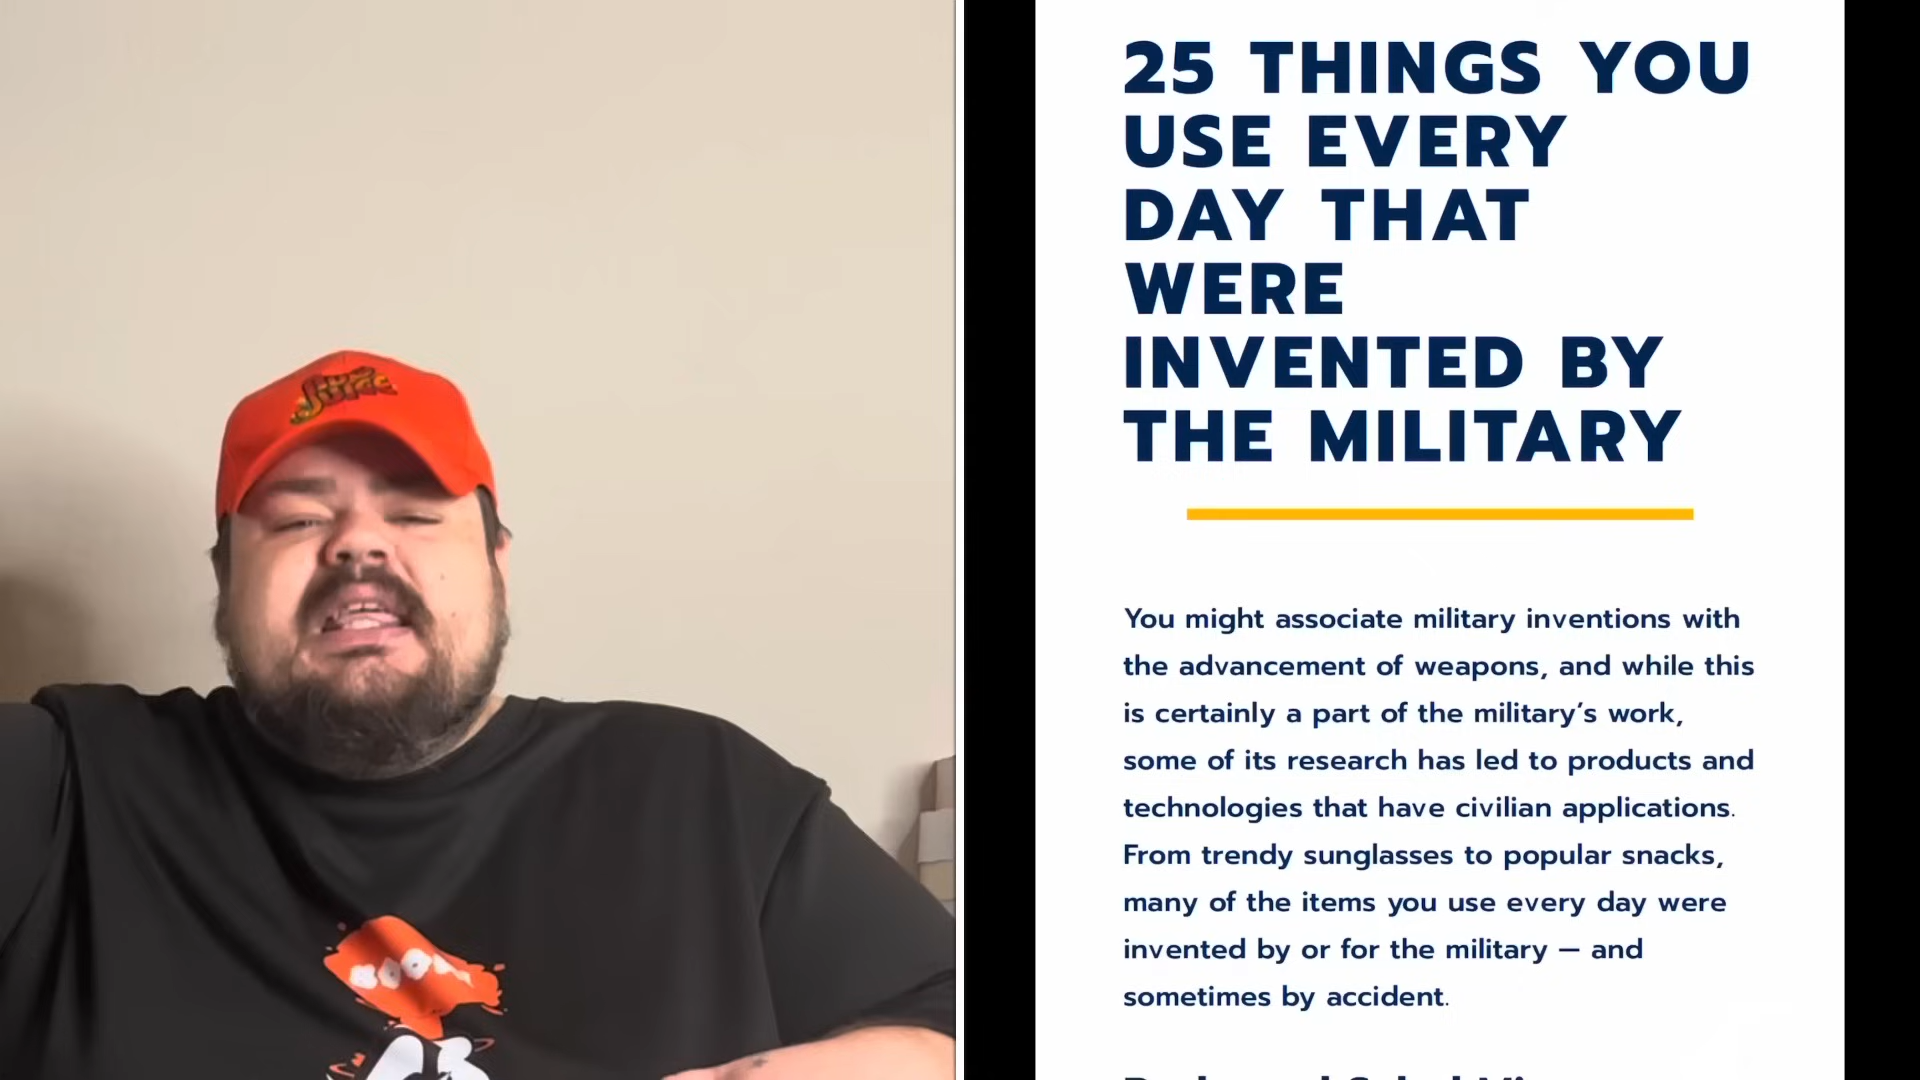 25 THINGS YOU
USE EVERY
DAY THAT
WERE
INVENTED BY
THE MILITARY
You might associate military inventions with
the advancement of weapons, and while this
is certainly a part of the military’s work,
some of its research has led to products and
technologies that have civilian applications.
From trendy sunglasses to popular snacks,
many of the items you use every day were
invented by or for the military — and
sometimes by accident.